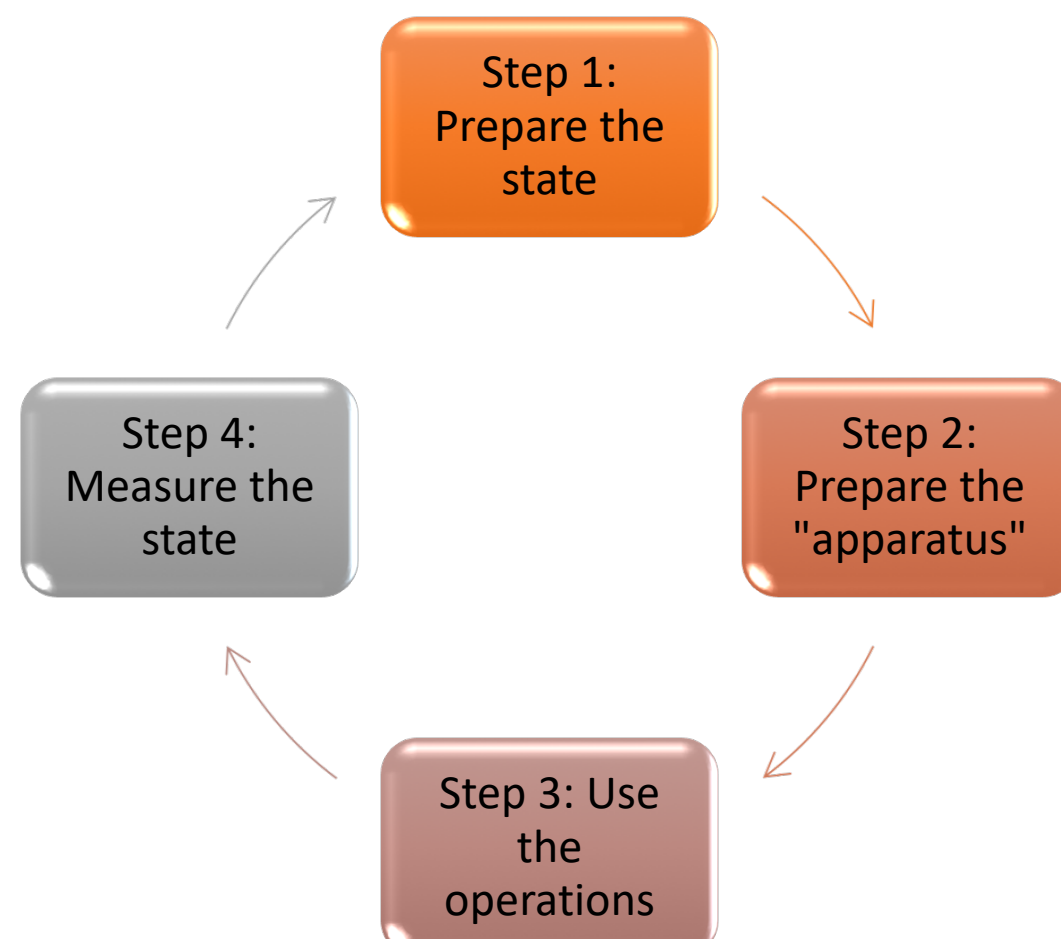 Step 1:
Prepare the
state
Step 2:
Prepare the
"apparatus"
Step 3: Use
the
operations
Step 4:
Measure the
state